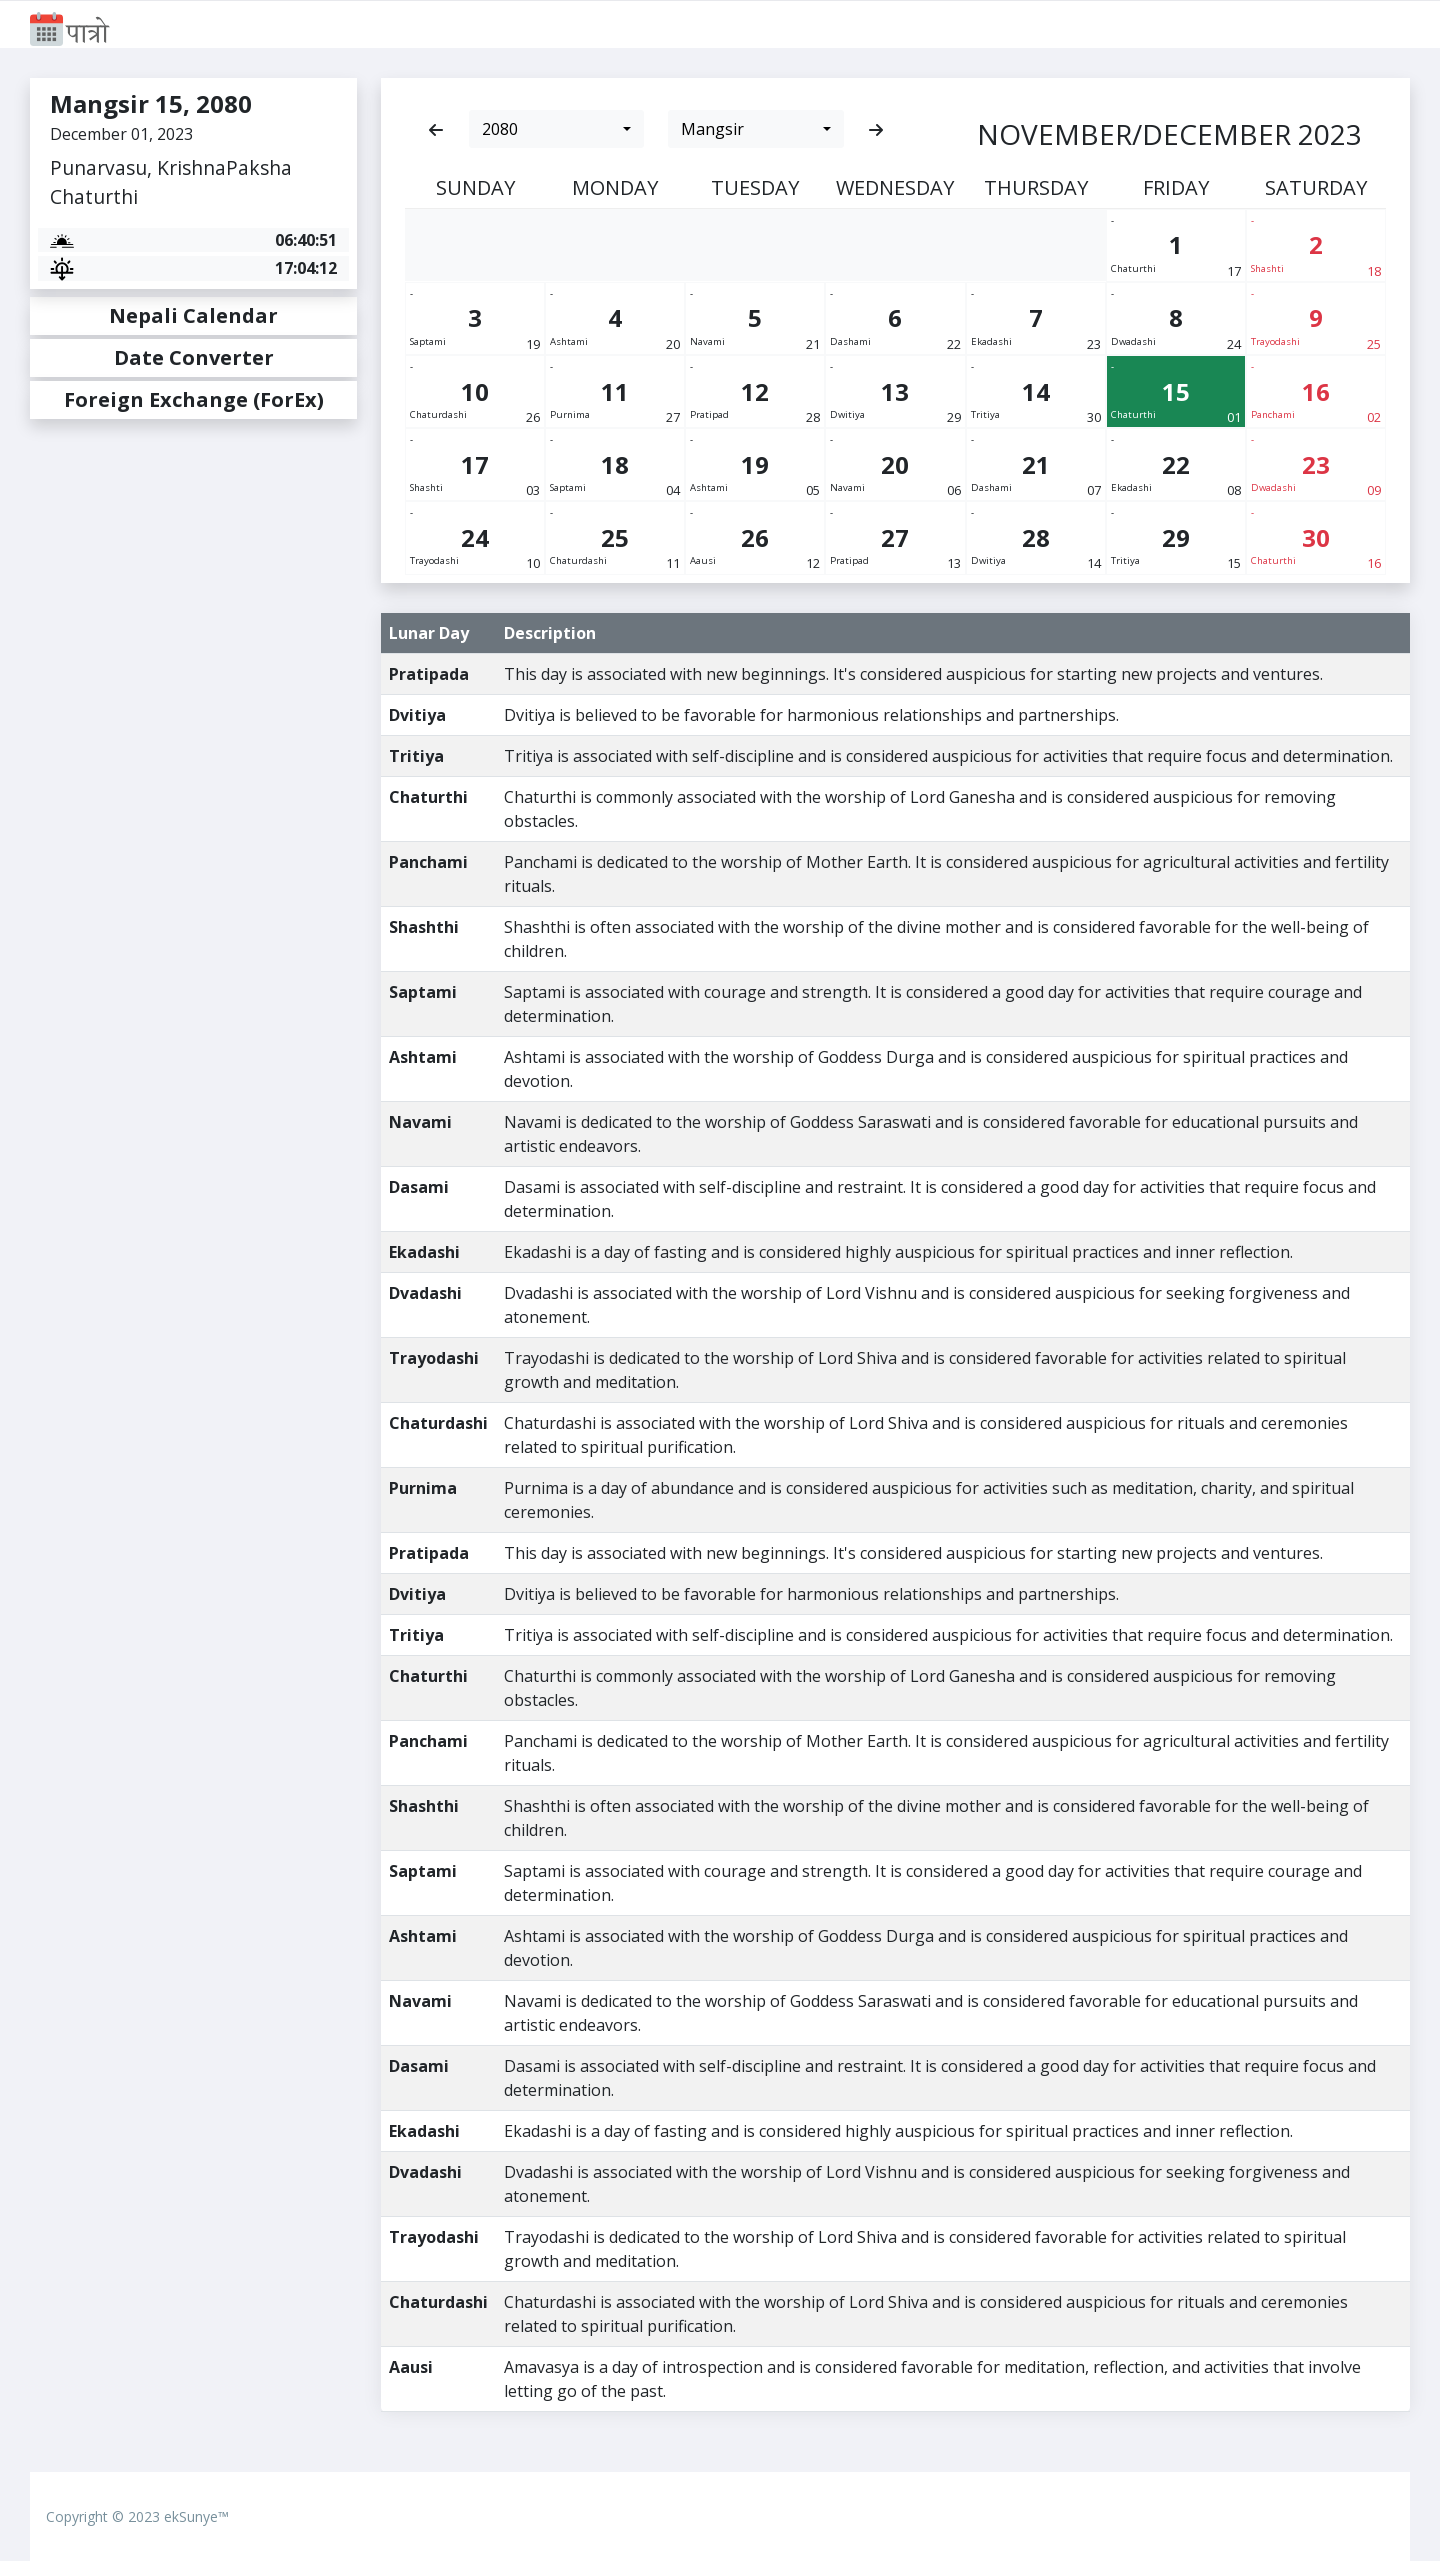 पात्रो
Mangsir 15, 2080
December 01, 2023
Punarvasu, KrishnaPaksha
Chaturthi
06:40:51
17:04:12
Nepali Calendar
Date Converter
Foreign Exchange (ForEx)
2080 Mangsir NOVEMBER/DECEMBER 2023
SUNDAY MONDAY TUESDAY WEDNESDAY THURSDAY FRIDAY SATURDAY
- -
1 2
Chaturthi 17 Shashti 18
- - - - - - -
3 4 5 6 7 8 9
Saptami 19 Ashtami 20 Navami 21 Dashami 22 Ekadashi 23 Dwadashi 24 Trayodashi 25
- - - - - - -
10 11 12 13 14 15 16
Chaturdashi 26 Purnima 27 Pratipad 28 Dwitiya 29 Tritiya 30 Chaturthi 01 Panchami 02
- - - - - - -
17 18 19 20 21 22 23
Shashti 03 Saptami 04 Ashtami 05 Navami 06 Dashami 07 Ekadashi 08 Dwadashi 09
- - - - - - -
24 25 26 27 28 29 30
Trayodashi 10 Chaturdashi 11 Aausi 12 Pratipad 13 Dwitiya 14 Tritiya 15 Chaturthi 16
Lunar Day Description
Pratipada This day is associated with new beginnings. It's considered auspicious for starting new projects and ventures.
Dvitiya Dvitiya is believed to be favorable for harmonious relationships and partnerships.
Tritiya Tritiya is associated with self-discipline and is considered auspicious for activities that require focus and determination.
Chaturthi Chaturthi is commonly associated with the worship of Lord Ganesha and is considered auspicious for removing
obstacles.
Panchami Panchami is dedicated to the worship of Mother Earth. It is considered auspicious for agricultural activities and fertility
rituals.
Shashthi Shashthi is often associated with the worship of the divine mother and is considered favorable for the well-being of
children.
Saptami Saptami is associated with courage and strength. It is considered a good day for activities that require courage and
determination.
Ashtami Ashtami is associated with the worship of Goddess Durga and is considered auspicious for spiritual practices and
devotion.
Navami Navami is dedicated to the worship of Goddess Saraswati and is considered favorable for educational pursuits and
artistic endeavors.
Dasami Dasami is associated with self-discipline and restraint. It is considered a good day for activities that require focus and
determination.
Ekadashi Ekadashi is a day of fasting and is considered highly auspicious for spiritual practices and inner reflection.
Dvadashi Dvadashi is associated with the worship of Lord Vishnu and is considered auspicious for seeking forgiveness and
atonement.
Trayodashi Trayodashi is dedicated to the worship of Lord Shiva and is considered favorable for activities related to spiritual
growth and meditation.
Chaturdashi Chaturdashi is associated with the worship of Lord Shiva and is considered auspicious for rituals and ceremonies
related to spiritual purification.
Purnima Purnima is a day of abundance and is considered auspicious for activities such as meditation, charity, and spiritual
ceremonies.
Pratipada This day is associated with new beginnings. It's considered auspicious for starting new projects and ventures.
Dvitiya Dvitiya is believed to be favorable for harmonious relationships and partnerships.
Tritiya Tritiya is associated with self-discipline and is considered auspicious for activities that require focus and determination.
Chaturthi Chaturthi is commonly associated with the worship of Lord Ganesha and is considered auspicious for removing
obstacles.
Panchami Panchami is dedicated to the worship of Mother Earth. It is considered auspicious for agricultural activities and fertility
rituals.
Shashthi Shashthi is often associated with the worship of the divine mother and is considered favorable for the well-being of
children.
Saptami Saptami is associated with courage and strength. It is considered a good day for activities that require courage and
determination.
Ashtami Ashtami is associated with the worship of Goddess Durga and is considered auspicious for spiritual practices and
devotion.
Navami Navami is dedicated to the worship of Goddess Saraswati and is considered favorable for educational pursuits and
artistic endeavors.
Dasami Dasami is associated with self-discipline and restraint. It is considered a good day for activities that require focus and
determination.
Ekadashi Ekadashi is a day of fasting and is considered highly auspicious for spiritual practices and inner reflection.
Dvadashi Dvadashi is associated with the worship of Lord Vishnu and is considered auspicious for seeking forgiveness and
atonement.
Trayodashi Trayodashi is dedicated to the worship of Lord Shiva and is considered favorable for activities related to spiritual
growth and meditation.
Chaturdashi Chaturdashi is associated with the worship of Lord Shiva and is considered auspicious for rituals and ceremonies
related to spiritual purification.
Aausi Amavasya is a day of introspection and is considered favorable for meditation, reflection, and activities that involve
letting go of the past.
Copyright © 2023 ekSunye™